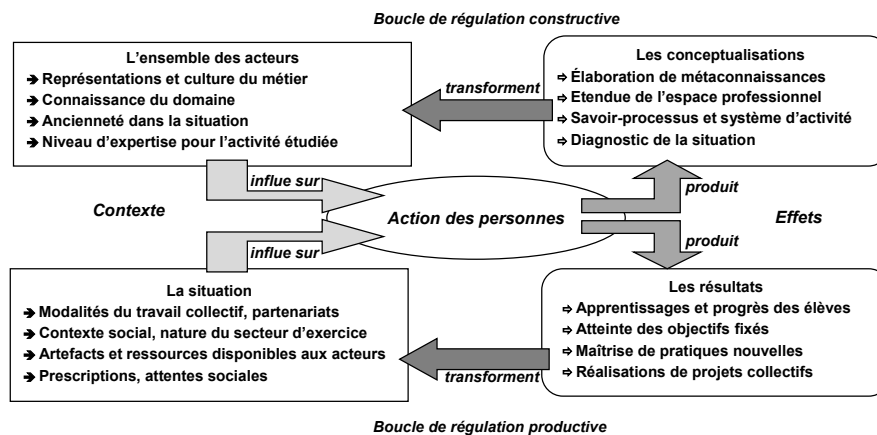 Boucle de régulation constructive
L'ensemble des acteurs
➔ Représentations et culture du métier
➔ Connaissance du domaine
➔ Ancienneté dans la situation
➔ Niveau d'expertise pour l'activité étudiée
transforment
Les conceptualisations
⇨ Élaboration de métaconnaissances
⇨ Etendue de l'espace professionnel
⇨ Savoir-processus et système d'activité
⇨ Diagnostic de la situation
influe sur
produit
Contexte
Action des personnes
Effets
influe sur
produit
La situation
➔ Modalités du travail collectif, partenariats
➔ Contexte social, nature du secteur d'exercice
➔ Artefacts et ressources disponibles aux acteurs
➔ Prescriptions, attentes sociales
transforment
Les résultats
⇨ Apprentissages et progrès des élèves
⇨ Atteinte des objectifs fixés
⇨ Maîtrise de pratiques nouvelles
⇨ Réalisations de projets collectifs
Boucle de régulation productive